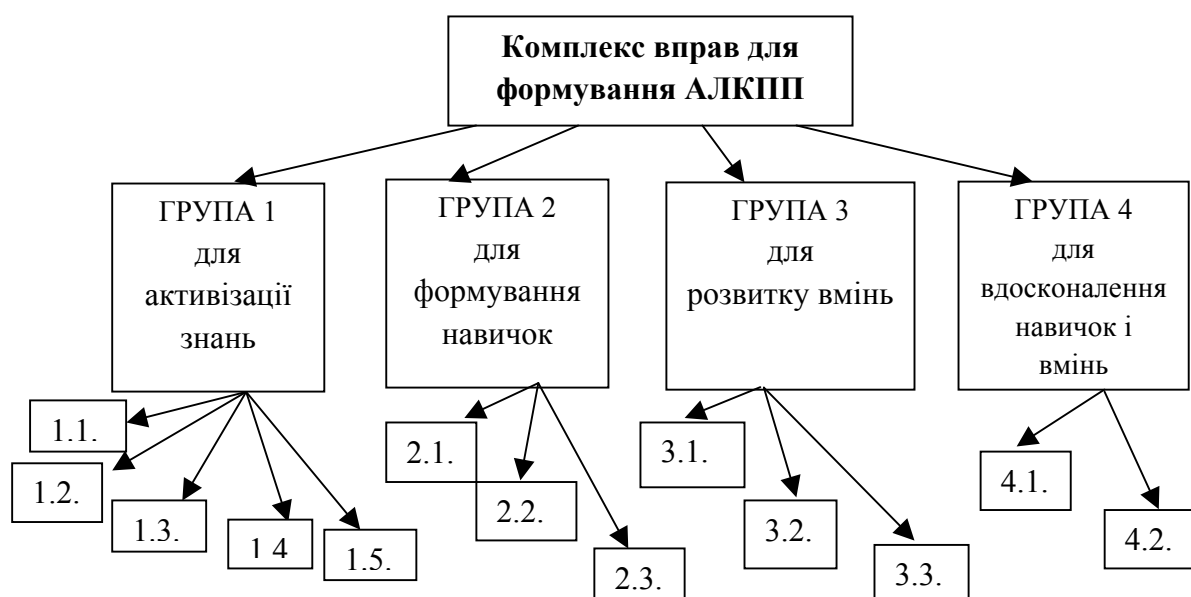 Комплекс вправ для
формування АЛКПП
ГРУПА 1
для
активізації
знань
ГРУПА 2
для
формування
навичок
ГРУПА 3
для
розвитку вмінь
ГРУПА 4
для
вдосконалення
навичок і
вмінь
1.1.
1.2.
1.3.
1.4
1.5.
2.1.
2.2.
2.3.
3.1.
3.2.
3.3.
4.1.
4.2.